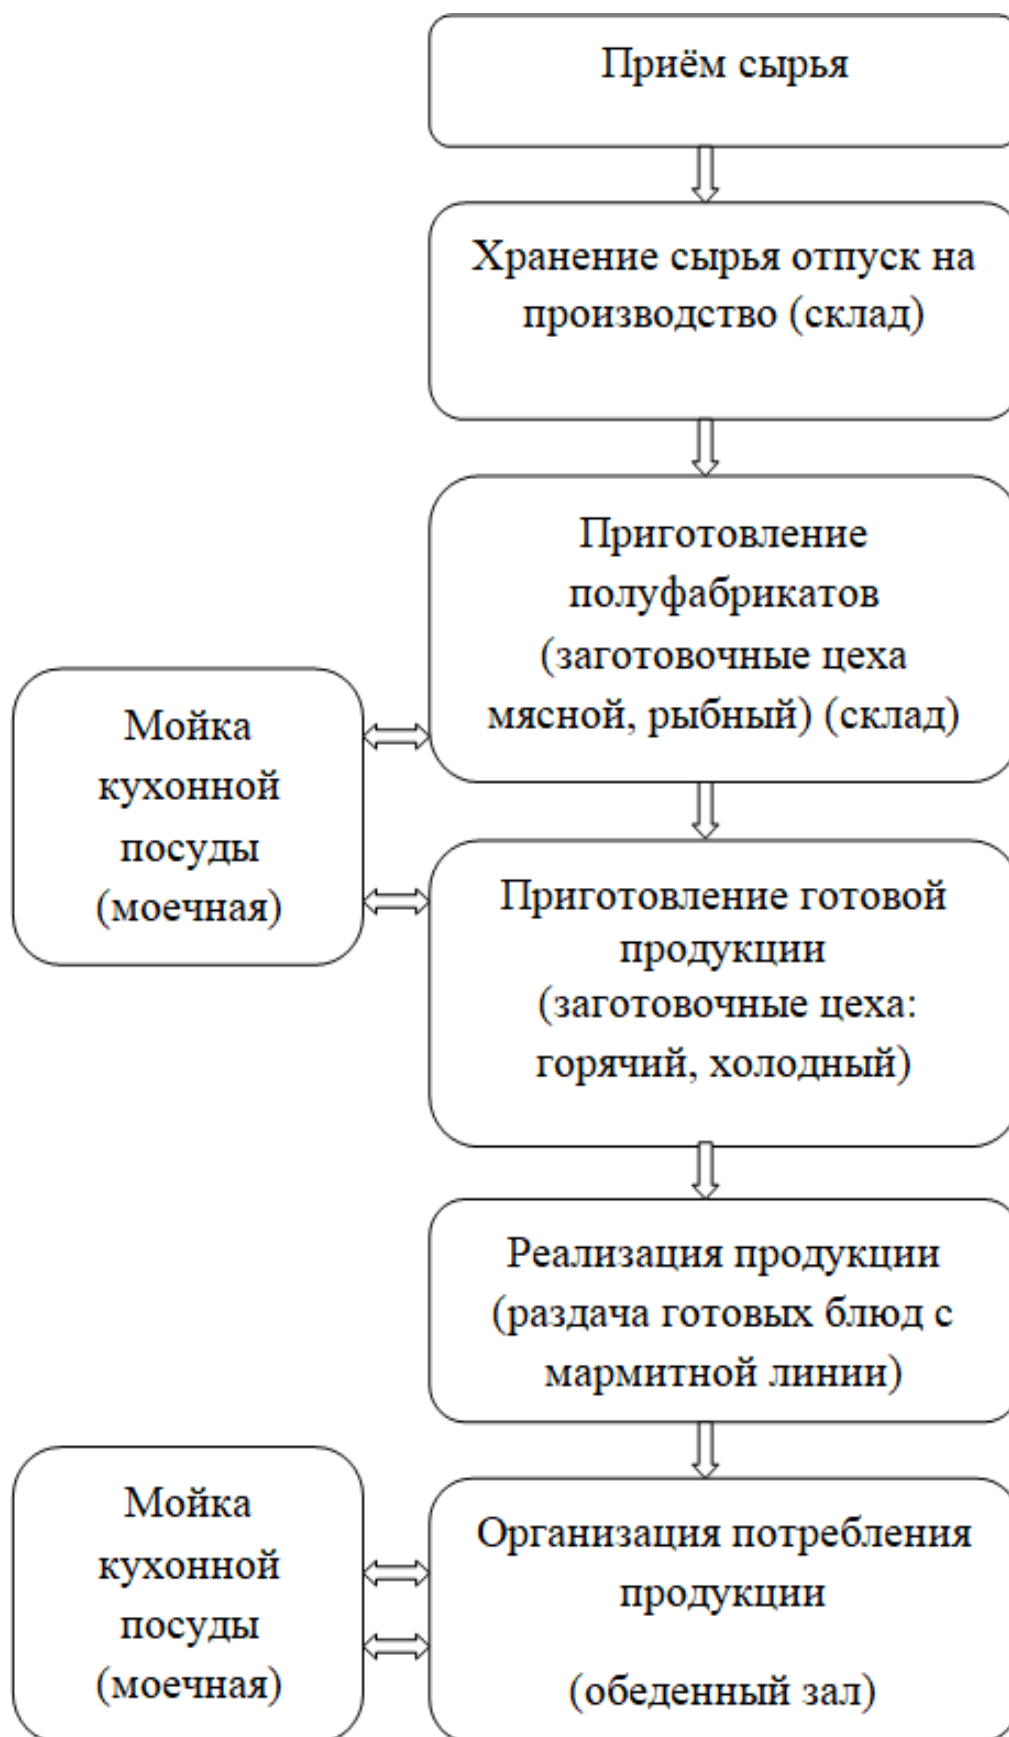 Приём сырья
Хранение сырья отпуск на
производство (склад)
Приготовление
полуфабрикатов
(заготовочные цеха
мясной, рыбный) (склад)
Мойка
кухонной
посуды
(моечная)
Приготовление готовой
продукции
(заготовочные цеха:
горячий, холодный)
Реализация продукции
(раздача готовых блюд с
мармитной линии)
Мойка
кухонной
посуды
(моечная)
Организация потребления
продукции
(обеденный зал)